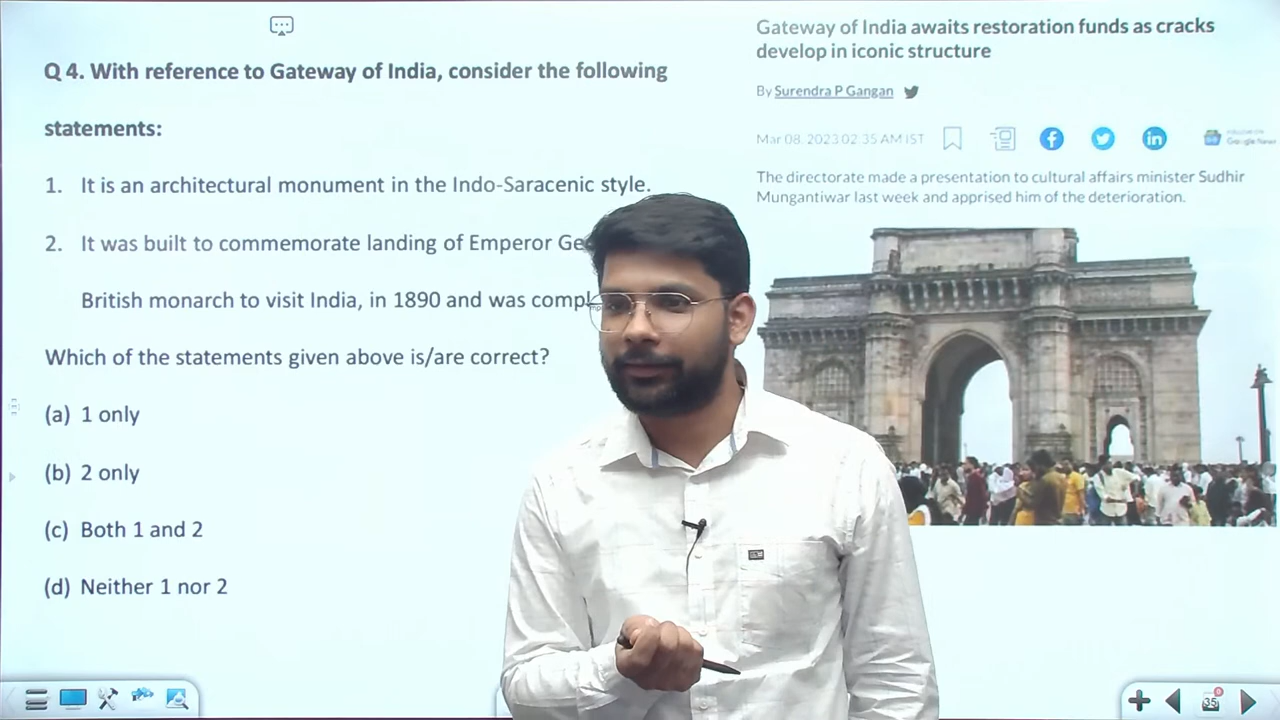 Q 4. With reference to Gateway of India, consider the following
statements:
1. It is an architectural monument in the Indo-Saracenic style.
2. It was built to commemorate landing of Emperor
British monarch to visit India, in 1890 and was
Which of the statements given above is/are correct?
(a) 1 only
(b) 2 only
(c) Both 1 and 2
(d) Neither 1 nor 2
Gateway of India awaits restoration funds as cracks
develop in iconic structure
By Surendra P Gangan
Mar 08, 2023 02:35 AM IST
FOLLOW ON
Google News
The directorate made a presentation to cultural affairs minister Sudhir
Mungantiwar last week and apprised him of the deterioration.
35